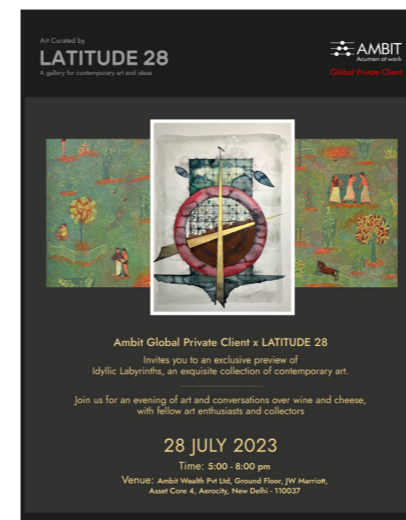 Art Curated by
LATITUDE 28
A gallery for contemporary art and ideas
AMBIT
Acumen at work
Global Private Client
Ambit Global Private Client x LATITUDE 28
Invites you to an exclusive preview of
Idyllic Labyrinths, an exquisite collection of contemporary art.
Join us for an evening of art and conversations over wine and cheese,
with fellow art enthusiasts and collectors
28 JULY 2023
Time: 5:00 - 8:00 pm
Venue: Ambit Wealth Pvt Ltd, Ground Floor, JW Marriott,
Asset Core 4, Aerocity, New Delhi - 110037